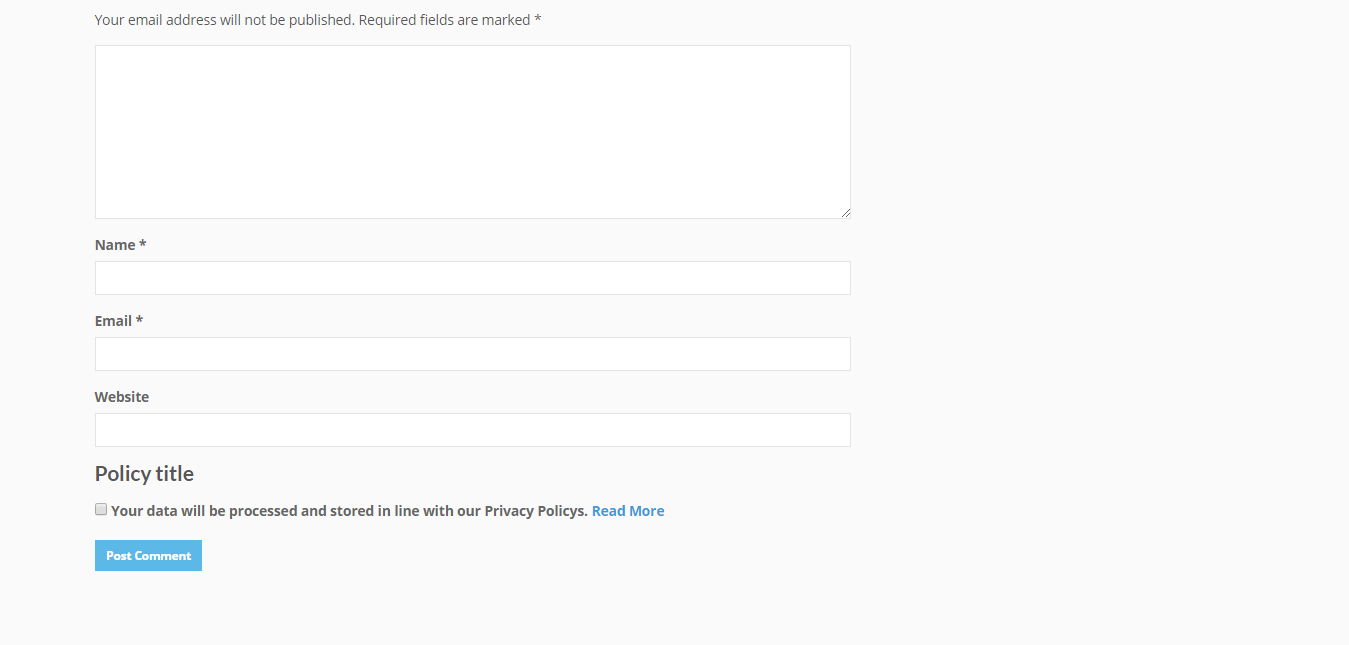 Your email address will not be published. Required fields are marked *
Name *
Email *
Website
Policy title
Your data will be processed and stored in line with our Privacy Policys. Read More
Post Comment